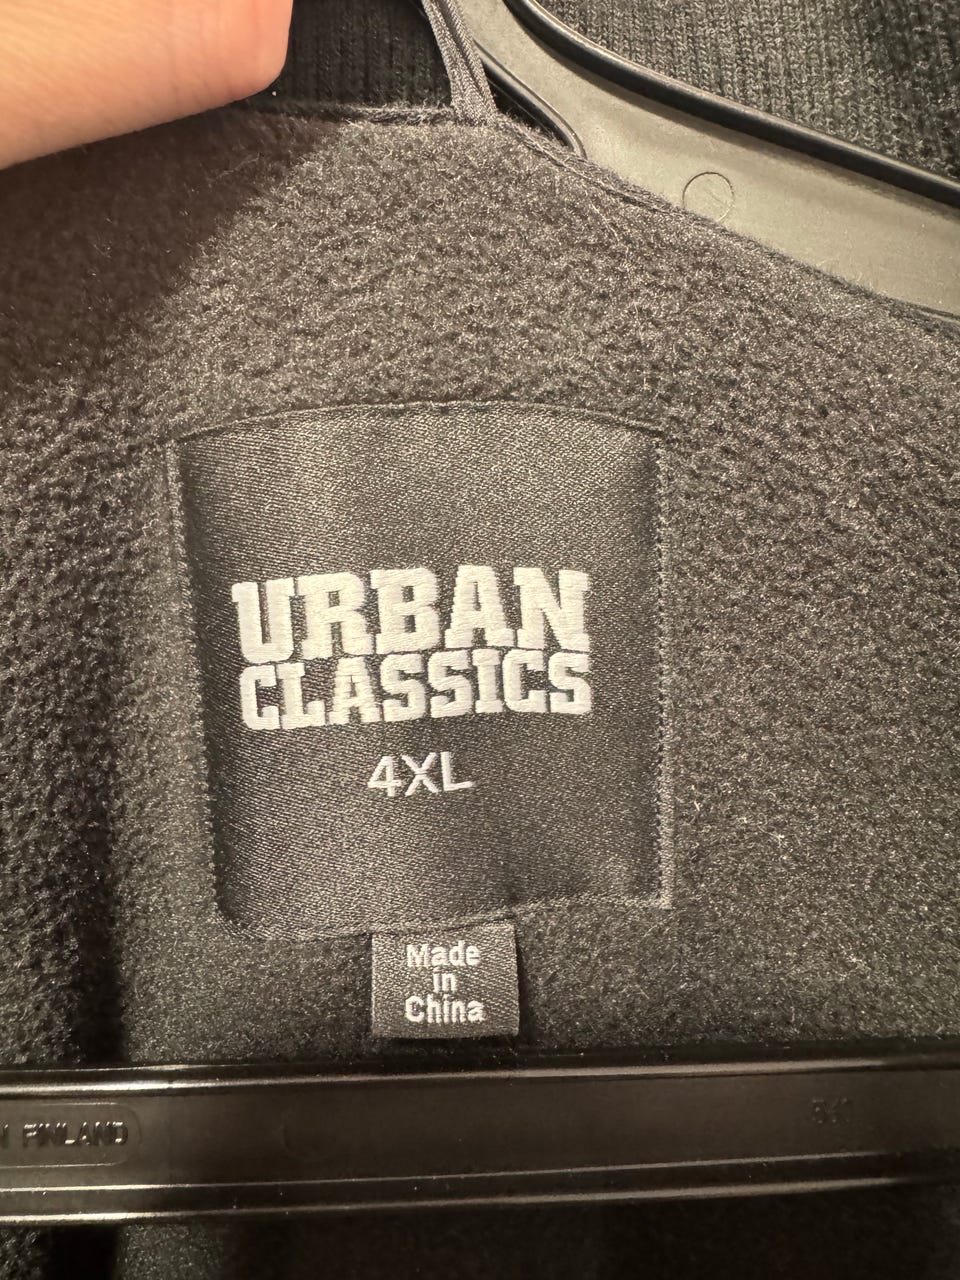 URBAN
CLASSICS
4XL
Made
in
China
FINLAND